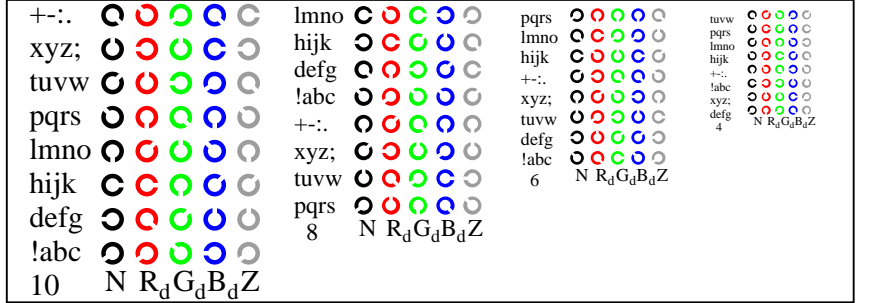 +-:.
xyz;
tuvw
pqrs
lmno
hijk
defg
!abc
10 N RdGdBdZ
lmno
hijk
defg
!abc
+-:.
xyz;
tuvw
pqrs
8 N RdGdBdZ
pqrs
lmno
hijk
+-:.
xyz;
tuvw
defg
!abc
6 N RdGdBdZ
tuvw
pqrs
lmno
hijk
+-:.
!abc
xyz;
defg
4 N RdGdBdZ